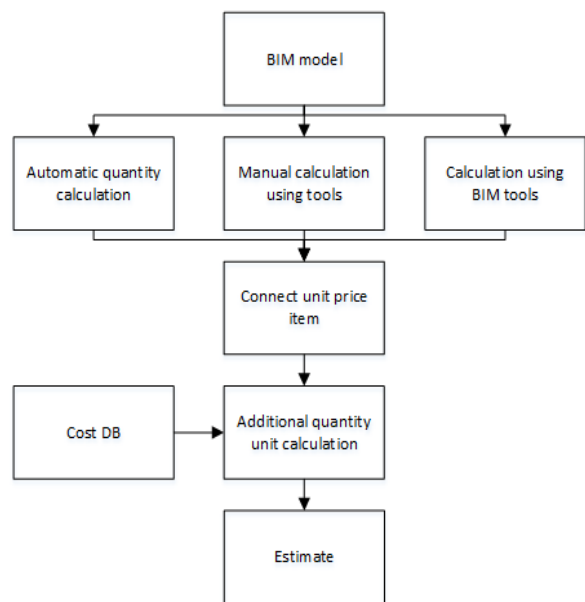 BIM model
Automatic quantity
calculation
Manual calculation
using tools
Calculation using
BIM tools
Connect unit price
item
Cost DB
Additional quantity
unit calculation
Estimate